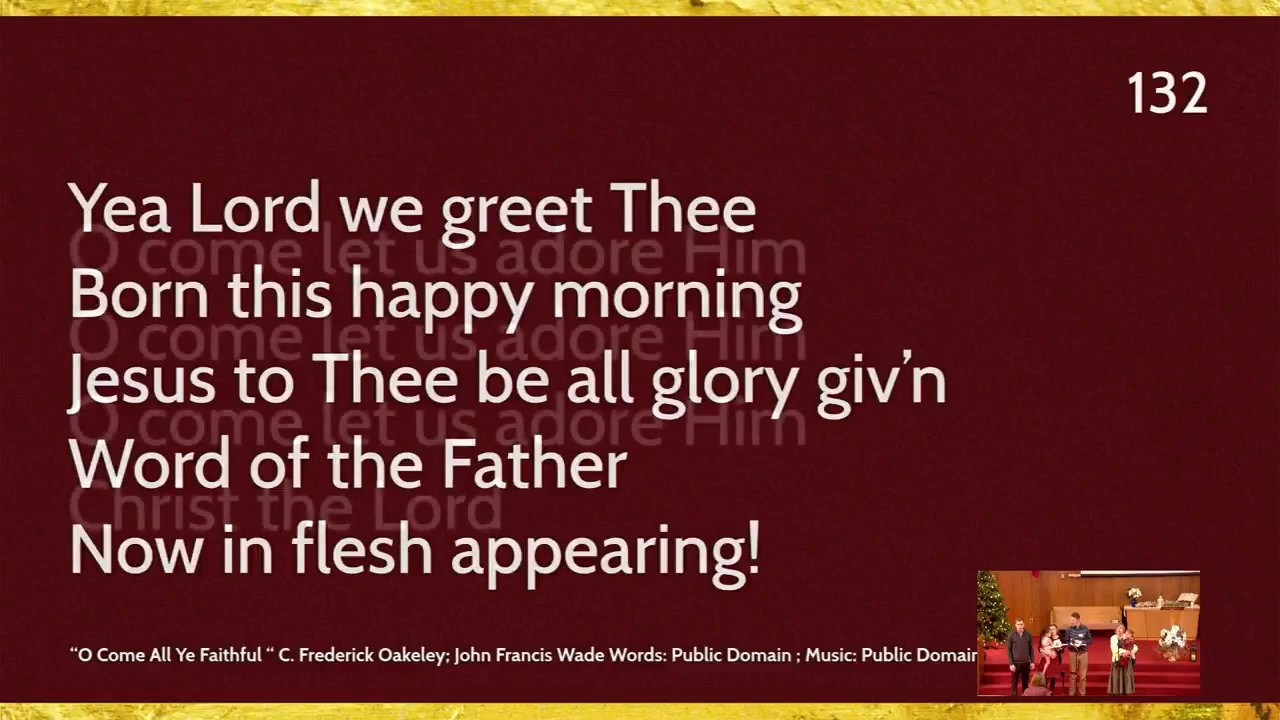 132
Yea Lord we greet Thee
O come let us adore Him
Born this happy morning
O come let us adore Him
Jesus to Thee be all glory giv’n
O come let us adore Him
Word of the Father
Christ the Lord
Now in flesh appearing!
“O Come All Ye Faithful “ C. Frederick Oakeley; John Francis Wade Words: Public Domain ; Music: Public Domain